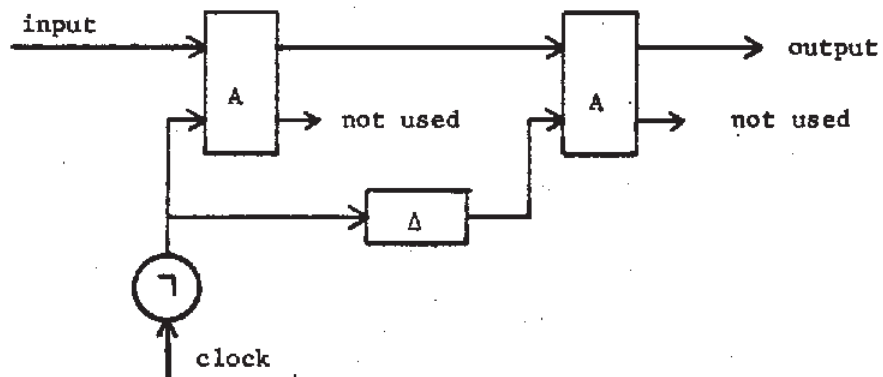 input
output
A
A
not used
not used
Δ
¬
clock